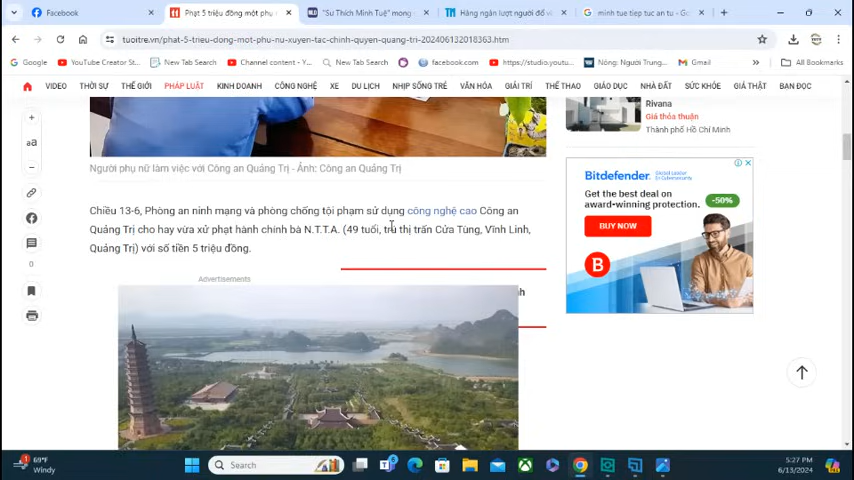 Facebook
Phạt 5 triệu đồng một phụ n
"Sư Thích Minh Tuệ" mong
Hàng ngàn lượt người đổ v
minh tue tiep tuc an tu - Go
tuoitre.vn/phat-5-trieu-dong-mot-phu-nu-xuyen-tac-chinh-quyen-quang-tri-202406132018363.htm
Google
YouTube Creator St...
New Tab Search
Channel content - Y...
New Tab Search
facebook.com
https://studio.youtu...
Nóng: Người Trung...
Gmail
All Bookmarks
VIDEO THỜI SỰ THẾ GIỚI PHÁP LUẬT KINH DOANH CÔNG NGHỆ XE DU LỊCH NHỊP SỐNG TRẺ VĂN HÓA GIẢI TRÍ THỂ THAO GIÁO DỤC NHÀ ĐẤT SỨC KHỎE GIẢ THẬT BẠN ĐỌC
Rivana
Giá thỏa thuận
Thành phố Hồ Chí Minh
aA
0
Người phụ nữ làm việc với Công an Quảng Trị - Ảnh: Công an Quảng Trị
Chiều 13-6, Phòng an ninh mạng và phòng chống tội phạm sử dụng công nghệ cao Công an
Quảng Trị cho hay vừa xử phạt hành chính bà N.T.T.A. (49 tuổi, trú thị trấn Cửa Tùng, Vĩnh Linh,
Quảng Trị) với số tiền 5 triệu đồng.
Advertisements
nh
Bitdefender
Global Leader
In Cybersecurity
Get the best deal on
award-winning protection.
-50%
BUY NOW
B
69°F
Windy
Search
5:27 PM
6/13/2024